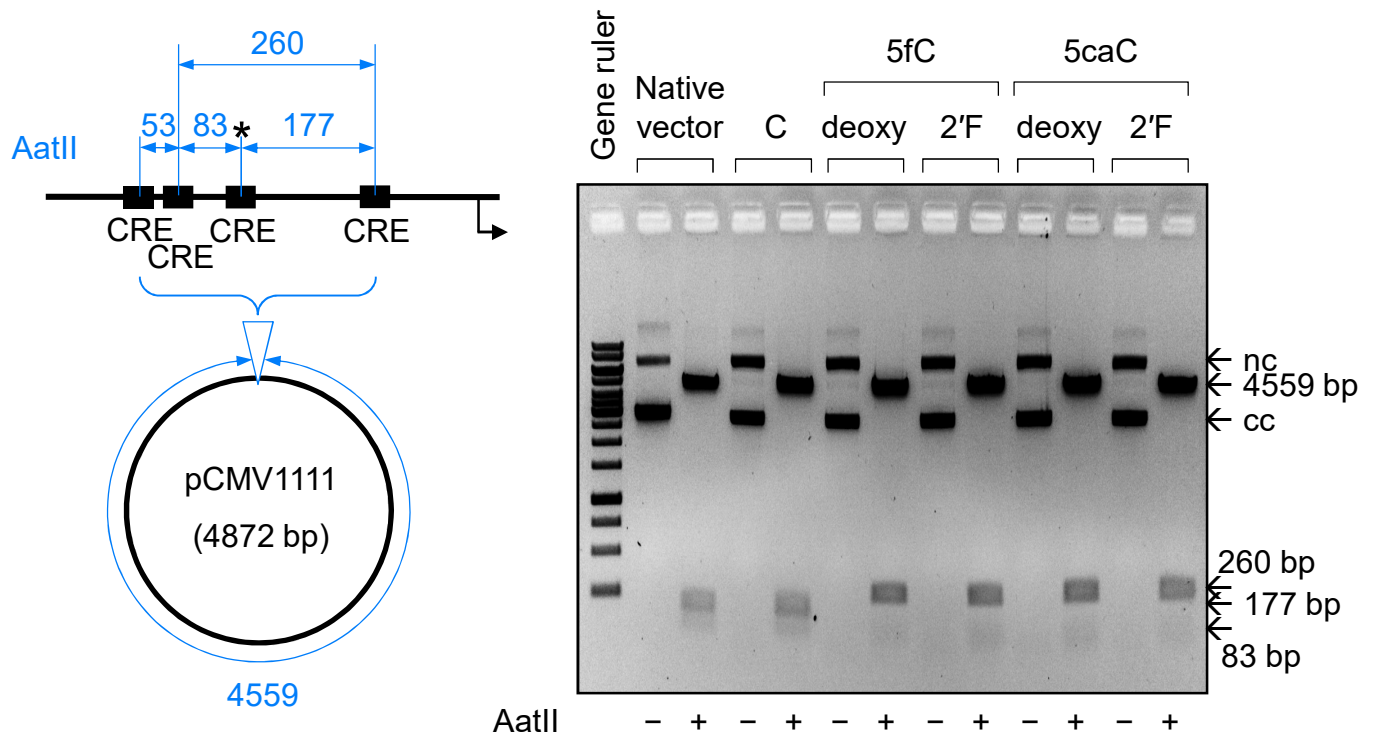 260
53 83 * 177
AatII
CRE CRE CRE
CRE
pCMV1111
(4872 bp)
4559
Gene ruler
5fC 5caC
Native
vector C deoxy 2′F deoxy 2′F
nc
4559 bp
cc
260 bp
177 bp
83 bp
AatII − + − + − + − + − + − +